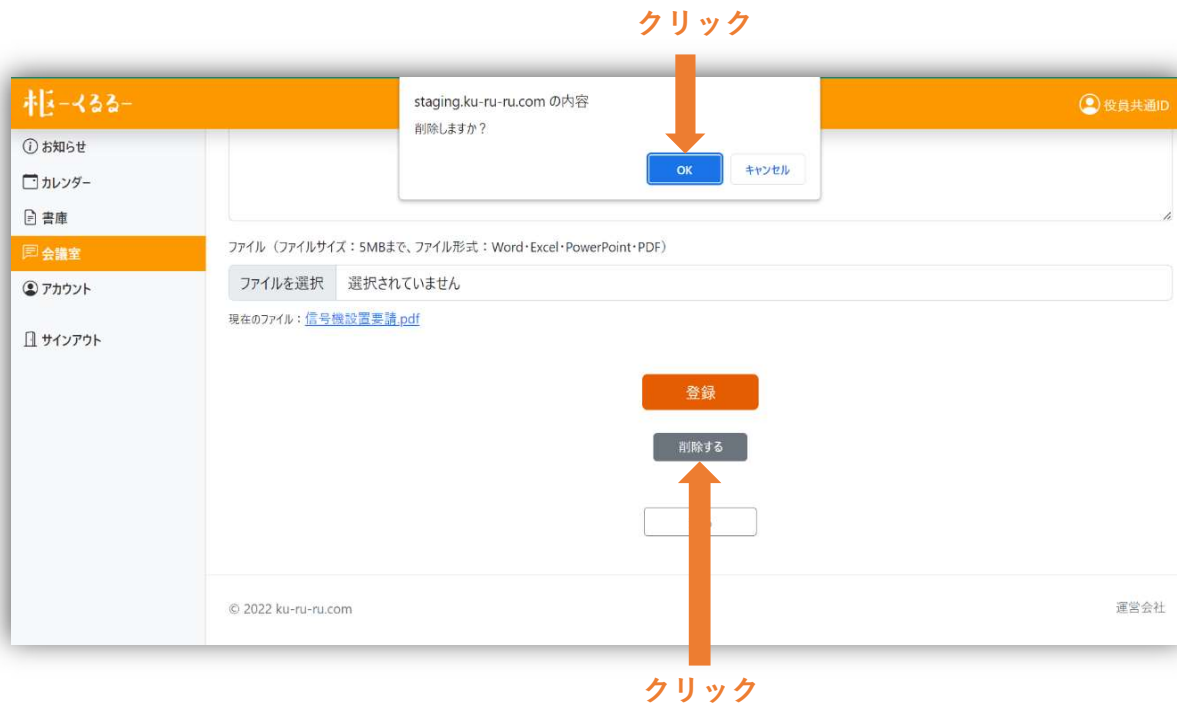 クリック
枢-くるる-
staging.ku-ru-ru.com の内容
削除しますか？
OK
キャンセル
役員共通ID
お知らせ
カレンダー
書庫
会議室
アカウント
サインアウト
ファイル（ファイルサイズ：5MBまで、ファイル形式：Word・Excel・PowerPoint・PDF）
ファイルを選択 選択されていません
現在のファイル：信号機設置要請.pdf
登録
削除する
© 2022 ku-ru-ru.com
運営会社
クリック